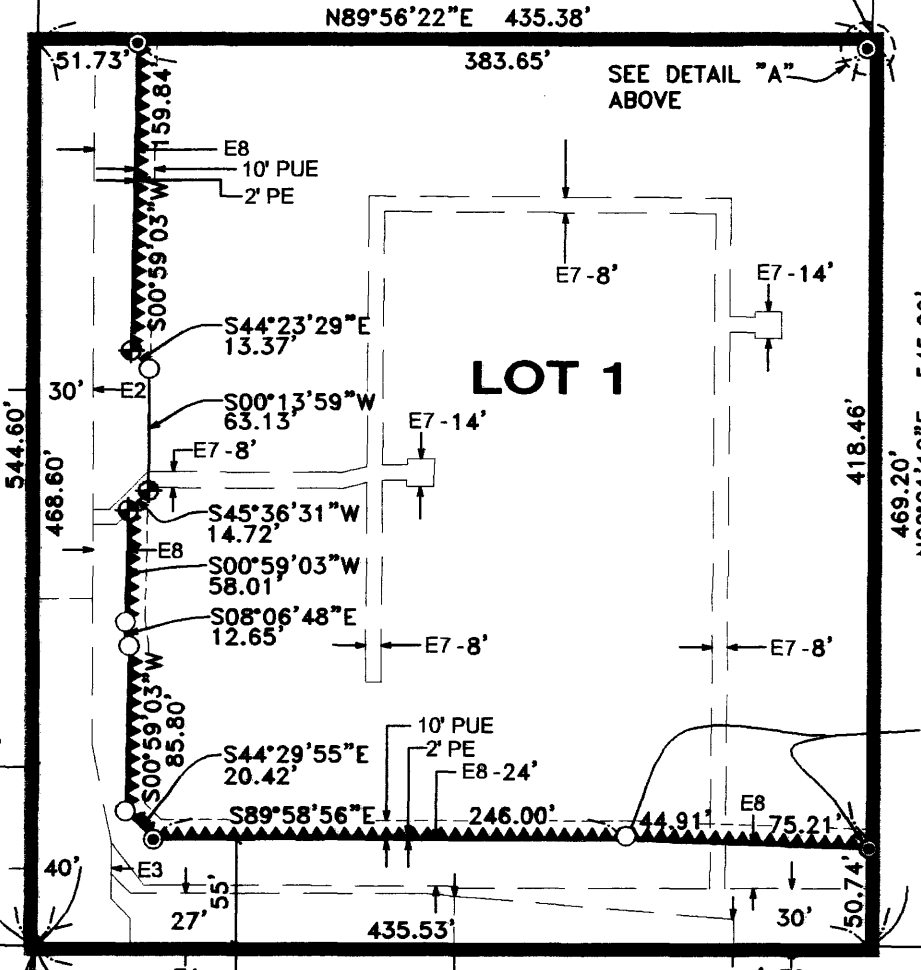 N89°56'22"E 435.38'
51.73'
383.65'
SEE DETAIL "A"
ABOVE
159.84'
S00°59'03"W
E8
10' PUE
2' PE
E7-8'
E7-14'
S44°23'29"E
13.37'
LOT 1
30'
E2
S00°13'59"W
63.13'
E7-14'
E7-8'
544.60'
468.60'
418.46'
469.20'
S45°36'31"W
14.72'
E8
S00°59'03"W
58.01'
S08°06'48"E
12.65'
E7-8'
E7-8'
S00°59'03"W
85.80'
10' PUE
2' PE
E8-24'
S44°29'55"E
20.42'
S89°58'56"E
246.00'
44.91'
E8
75.21'
40'
E3
55'
27'
435.53'
30'
50.74'